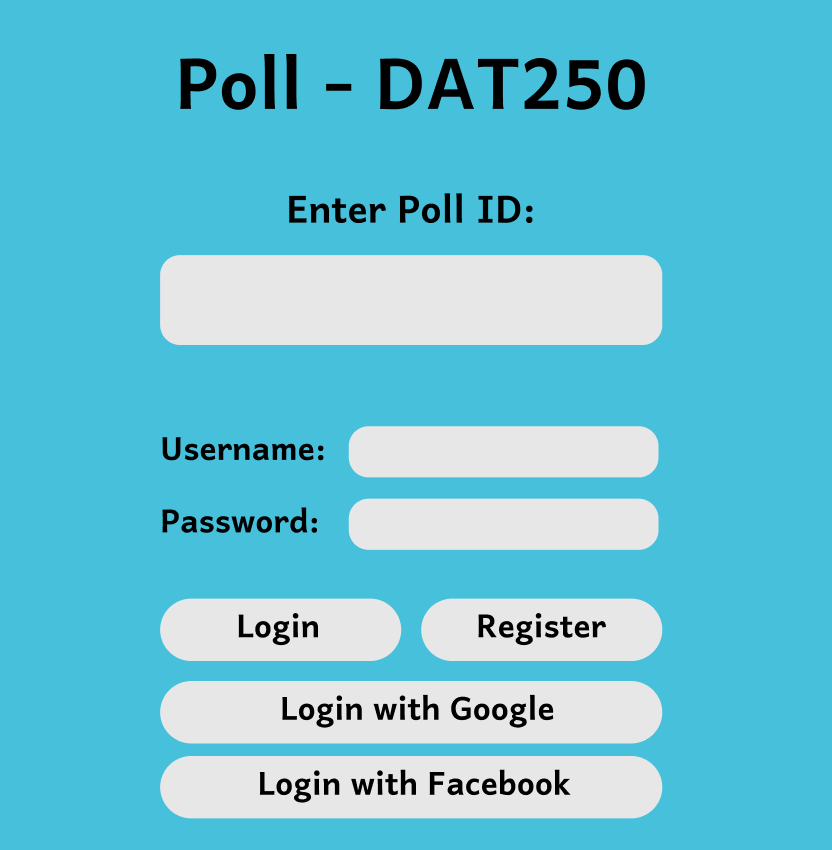 Poll - DAT250
Enter Poll ID:
Username:
Password:
Login
Register
Login with Google
Login with Facebook